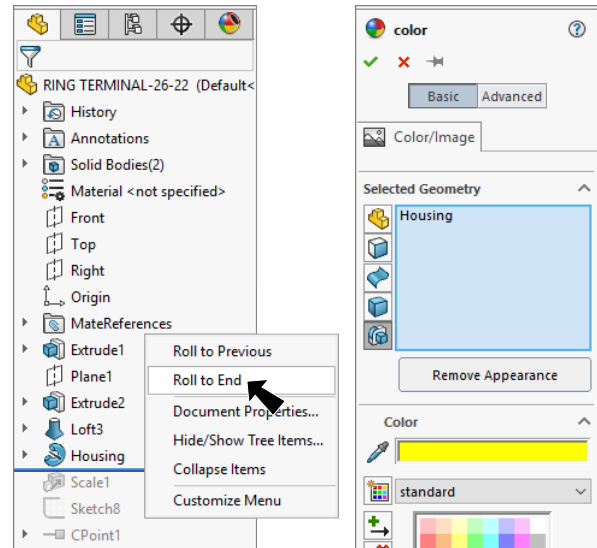 RING TERMINAL-26-22 (Default<
History
Annotations
Solid Bodies(2)
Material <not specified>
Front
Top
Right
Origin
MateReferences
Extrude1
Plane1
Extrude2
Loft3
Housing
Scale1
Sketch8
CPoint1
Roll to Previous
Roll to End
Document Properties...
Hide/Show Tree Items...
Collapse Items
Customize Menu
color
?
Basic Advanced
Color/Image
Selected Geometry
Housing
Remove Appearance
Color
standard